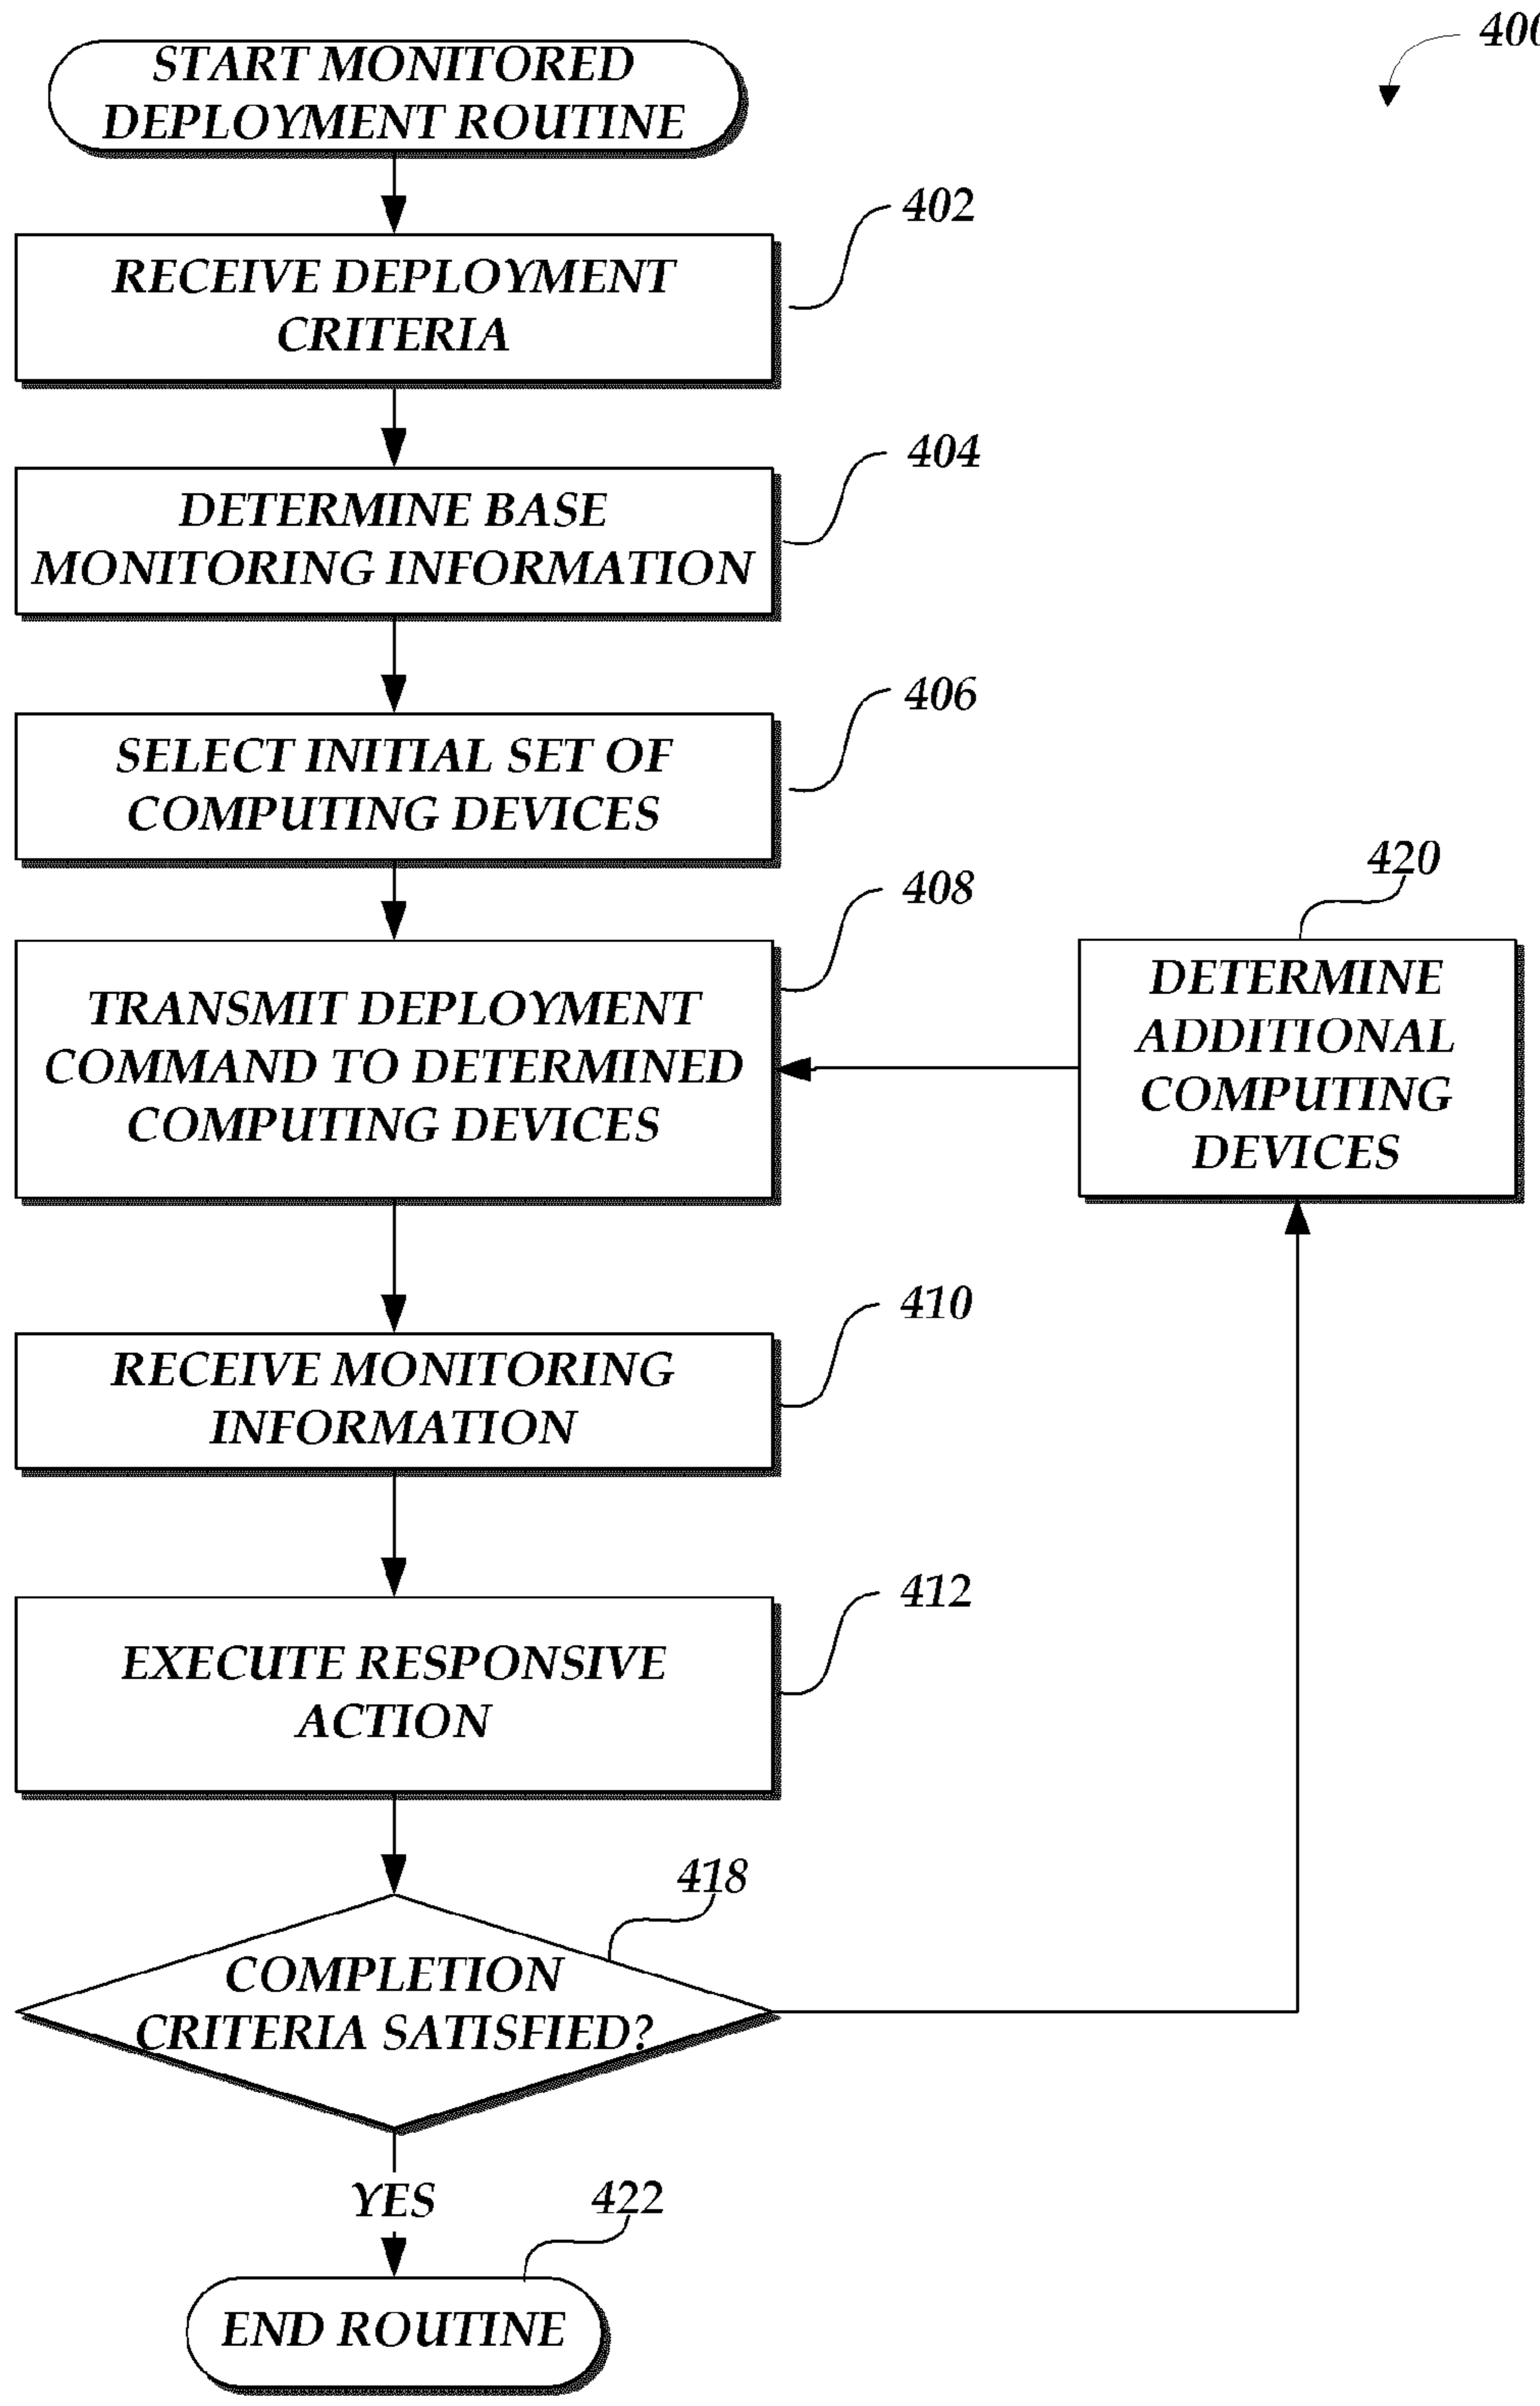 400
START MONITORED
DEPLOYMENT ROUTINE
402
RECEIVE DEPLOYMENT
CRITERIA
404
DETERMINE BASE
MONITORING INFORMATION
406
SELECT INITIAL SET OF
COMPUTING DEVICES
408
TRANSMIT DEPLOYMENT
COMMAND TO DETERMINED
COMPUTING DEVICES
420
DETERMINE
ADDITIONAL
COMPUTING
DEVICES
410
RECEIVE MONITORING
INFORMATION
412
EXECUTE RESPONSIVE
ACTION
418
COMPLETION
CRITERIA SATISFIED?
YES
422
END ROUTINE